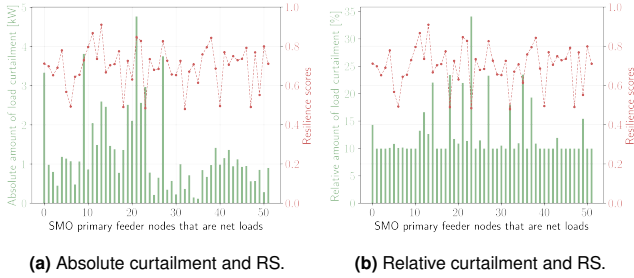 5
4
3
2
1
0
Absolute amount of load curtailment [kW]
1.0
0.8
0.6
0.4
0.2
0.0
Resilience scores
0 10 20 30 40 50
SMO primary feeder nodes that are net loads
(a) Absolute curtailment and RS.
35
30
25
20
15
10
5
0
Relative amount of load curtailment [%]
1.0
0.8
0.6
0.4
0.2
0.0
Resilience scores
0 10 20 30 40 50
SMO primary feeder nodes that are net loads
(b) Relative curtailment and RS.